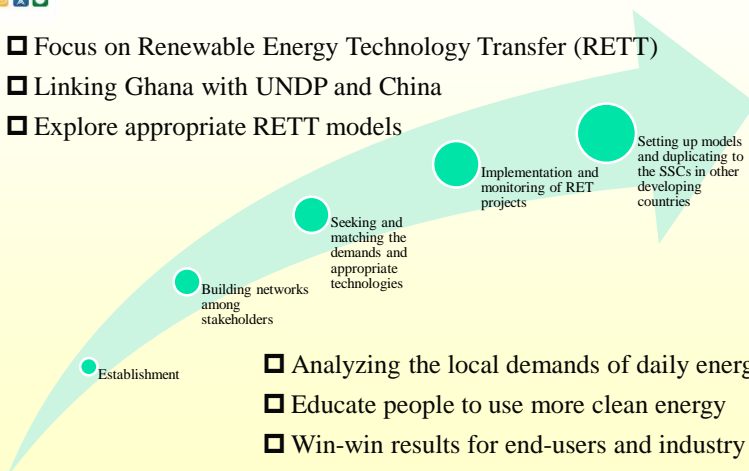 Focus on Renewable Energy Technology Transfer (RETT)
Linking Ghana with UNDP and China
Explore appropriate RETT models
Setting up models
and duplicating to
the SSCs in other
developing
countries
Implementation and
monitoring of RET
projects
Seeking and
matching the
demands and
appropriate
technologies
Building networks
among
stakeholders
Establishment
Analyzing the local demands of daily energ
Educate people to use more clean energy
Win-win results for end-users and industry